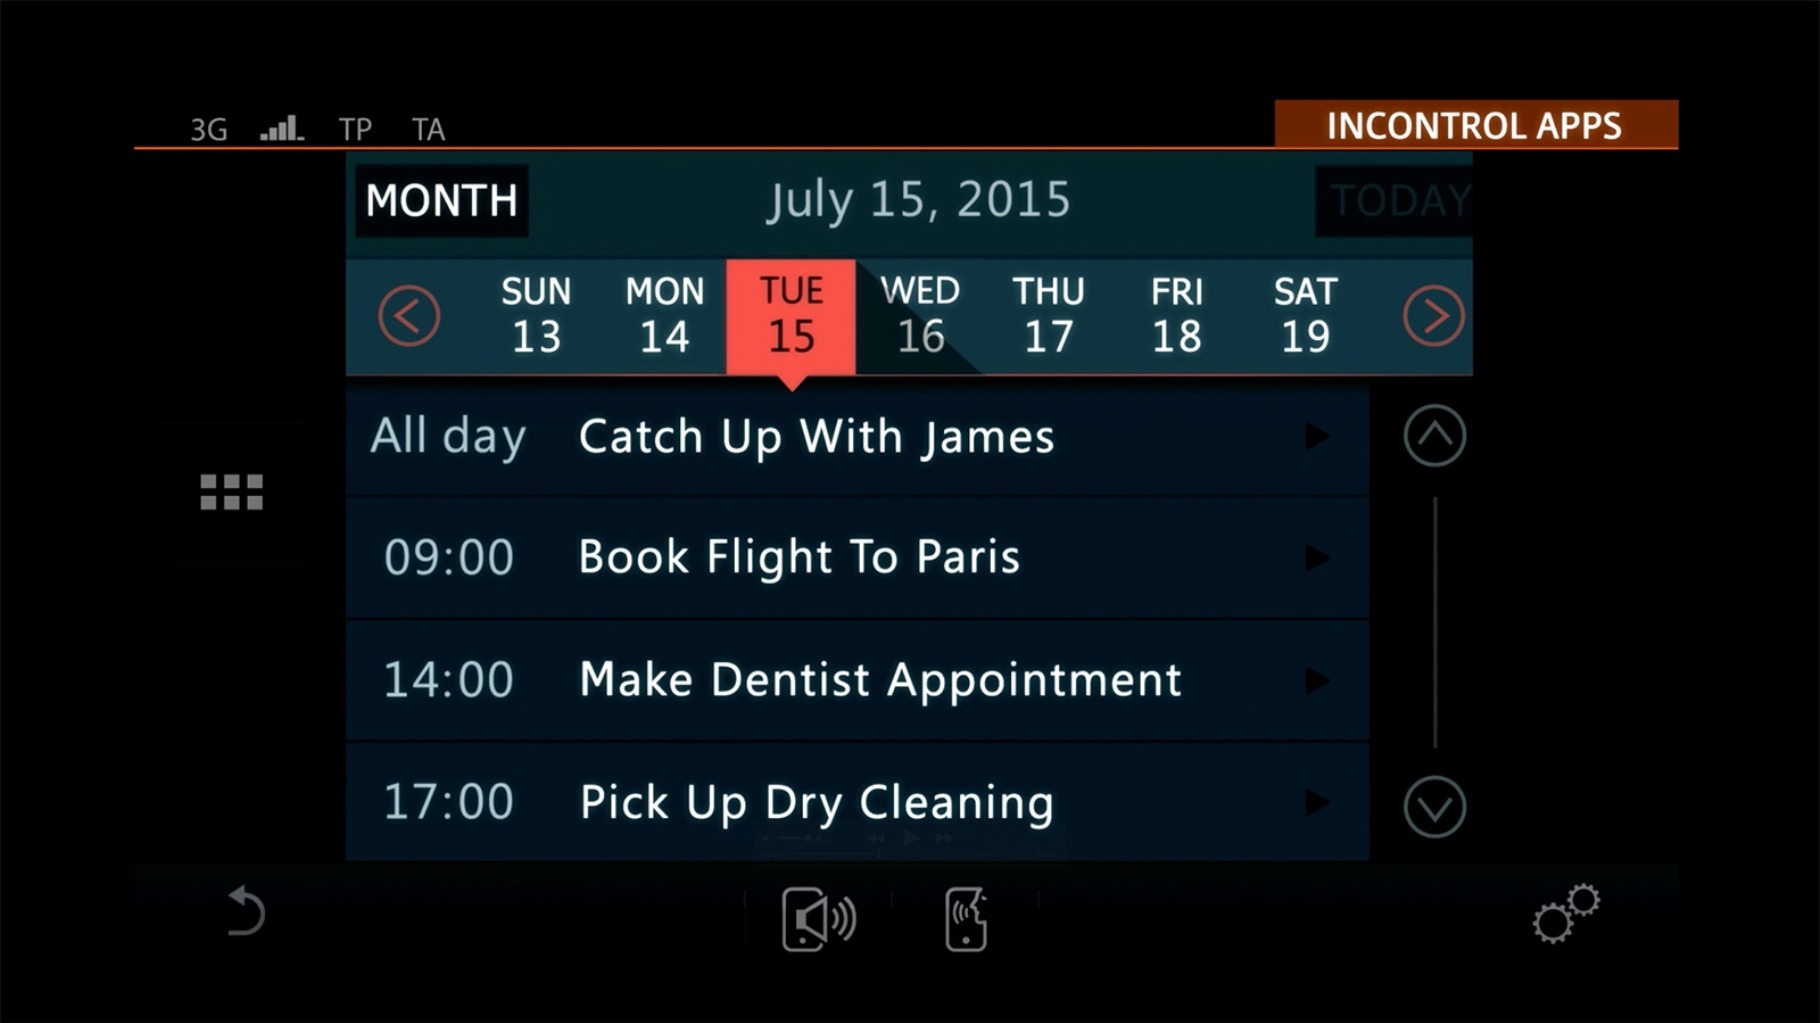 3G TP TA
INCONTROL APPS
MONTH July 15, 2015 TODAY
SUN MON TUE WED THU FRI SAT
13 14 15 16 17 18 19
All day Catch Up With James
09:00 Book Flight To Paris
14:00 Make Dentist Appointment
17:00 Pick Up Dry Cleaning